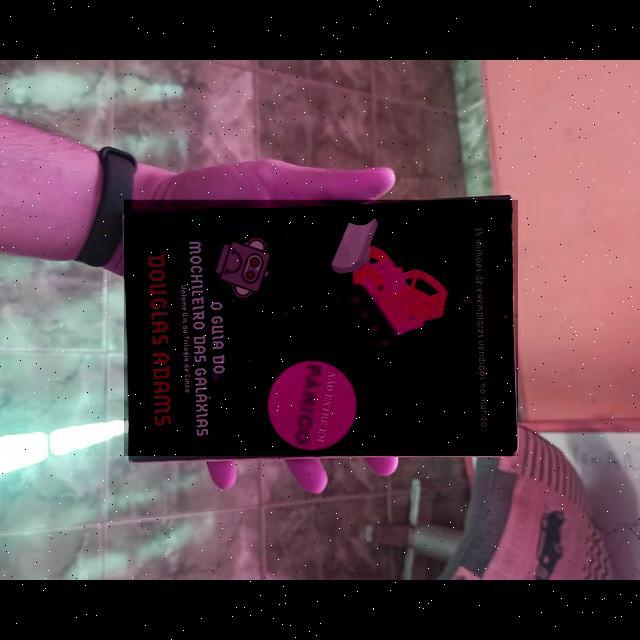 NÃO ENTRE EM
PÂNICO
O GUIA DO
MOCHILEIRO DAS GALÁXIAS
Volume Um da Trilogia de Cinco
DOUGLAS ADAMS